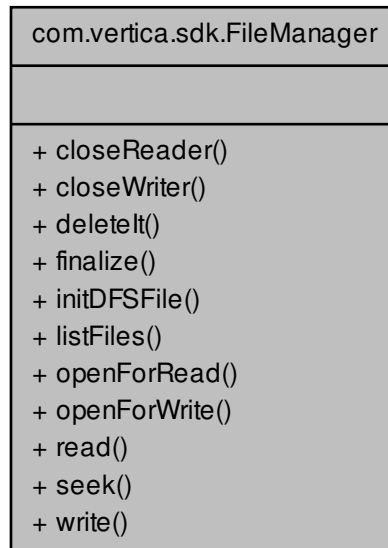 com.vertica.sdk.FileManager
+ closeReader()
+ closeWriter()
+ deleteIt()
+ finalize()
+ initDFSFile()
+ listFiles()
+ openForRead()
+ openForWrite()
+ read()
+ seek()
+ write()